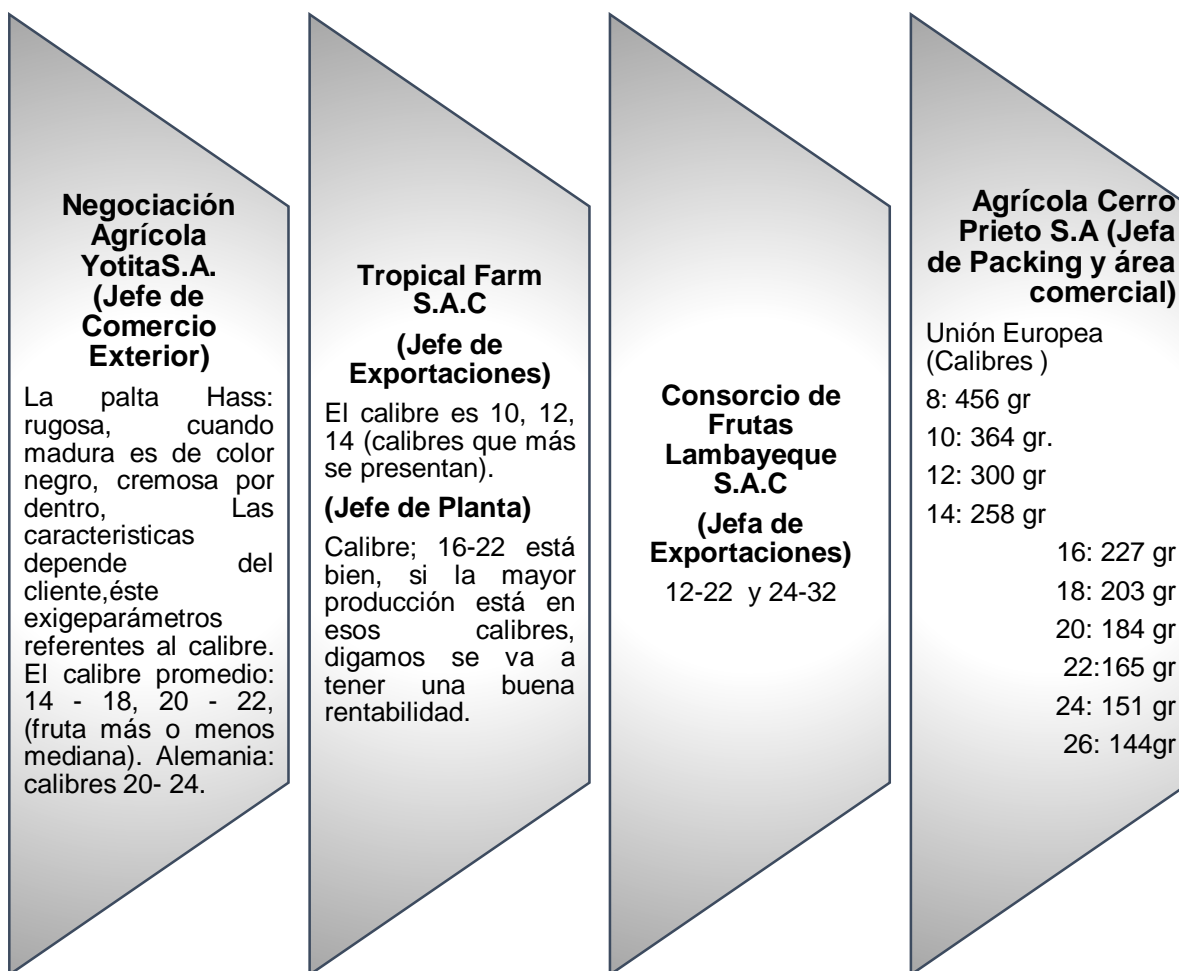 Negociación
Agrícola
YotitaS.A.
(Jefe de
Comercio
Exterior)
La palta Hass:
rugosa, cuando
madura es de color
negro, cremosa por
dentro, Las
caracteristicas
depende del
cliente,éste
exigeparámetros
referentes al calibre.
El calibre promedio:
14 - 18, 20 - 22,
(fruta más o menos
mediana). Alemania:
calibres 20- 24.
Tropical Farm
S.A.C
(Jefe de
Exportaciones)
El calibre es 10, 12,
14 (calibres que más
se presentan).
(Jefe de Planta)
Calibre; 16-22 está
bien, si la mayor
producción está en
esos calibres,
digamos se va a
tener una buena
rentabilidad.
Consorcio de
Frutas
Lambayeque
S.A.C
(Jefa de
Exportaciones)
12-22 y 24-32
Agrícola Cerro
Prieto S.A (Jefa
de Packing y área
comercial)
Unión Europea
(Calibres )
8: 456 gr
10: 364 gr.
12: 300 gr
14: 258 gr
16: 227 gr
18: 203 gr
20: 184 gr
22:165 gr
24: 151 gr
26: 144gr